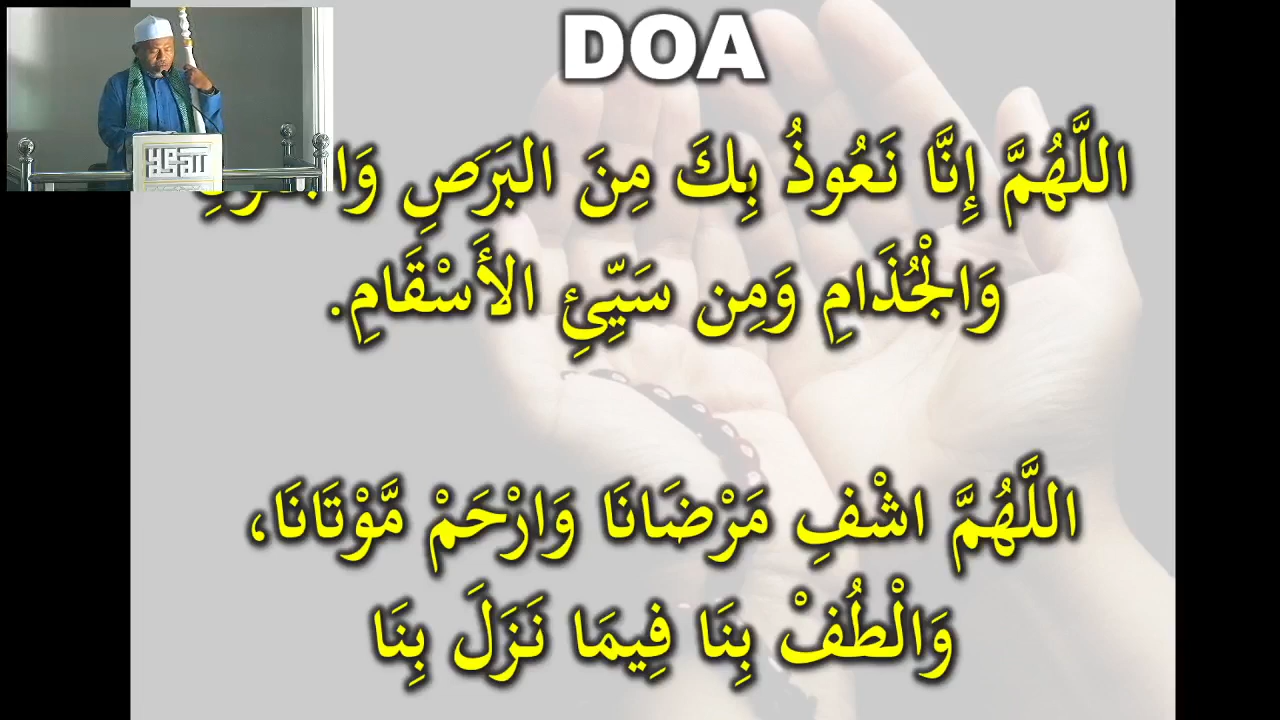 DOA
اللَّهُمَّ إِنَّا نَعُوذُ بِكَ مِنَ البَرَصِ
وَالْجُذَامِ وَمِن سَيِّئِ الأَسْقَامِ.
اللَّهُمَّ اشْفِ مَرْضَانَا وَارْحَمْ مَّوْتَانَا،
وَالْطُفْ بِنَا فِيمَا نَزَلَ بِنَا